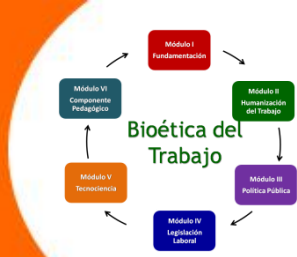 Módulo I
Fundamentación
Módulo II
Humanización
del Trabajo
Módulo III
Política Pública
Módulo IV
Legislación
Laboral
Módulo V
Tecnociencia
Módulo VI
Componente
Pedagógico
Bioética del
Trabajo